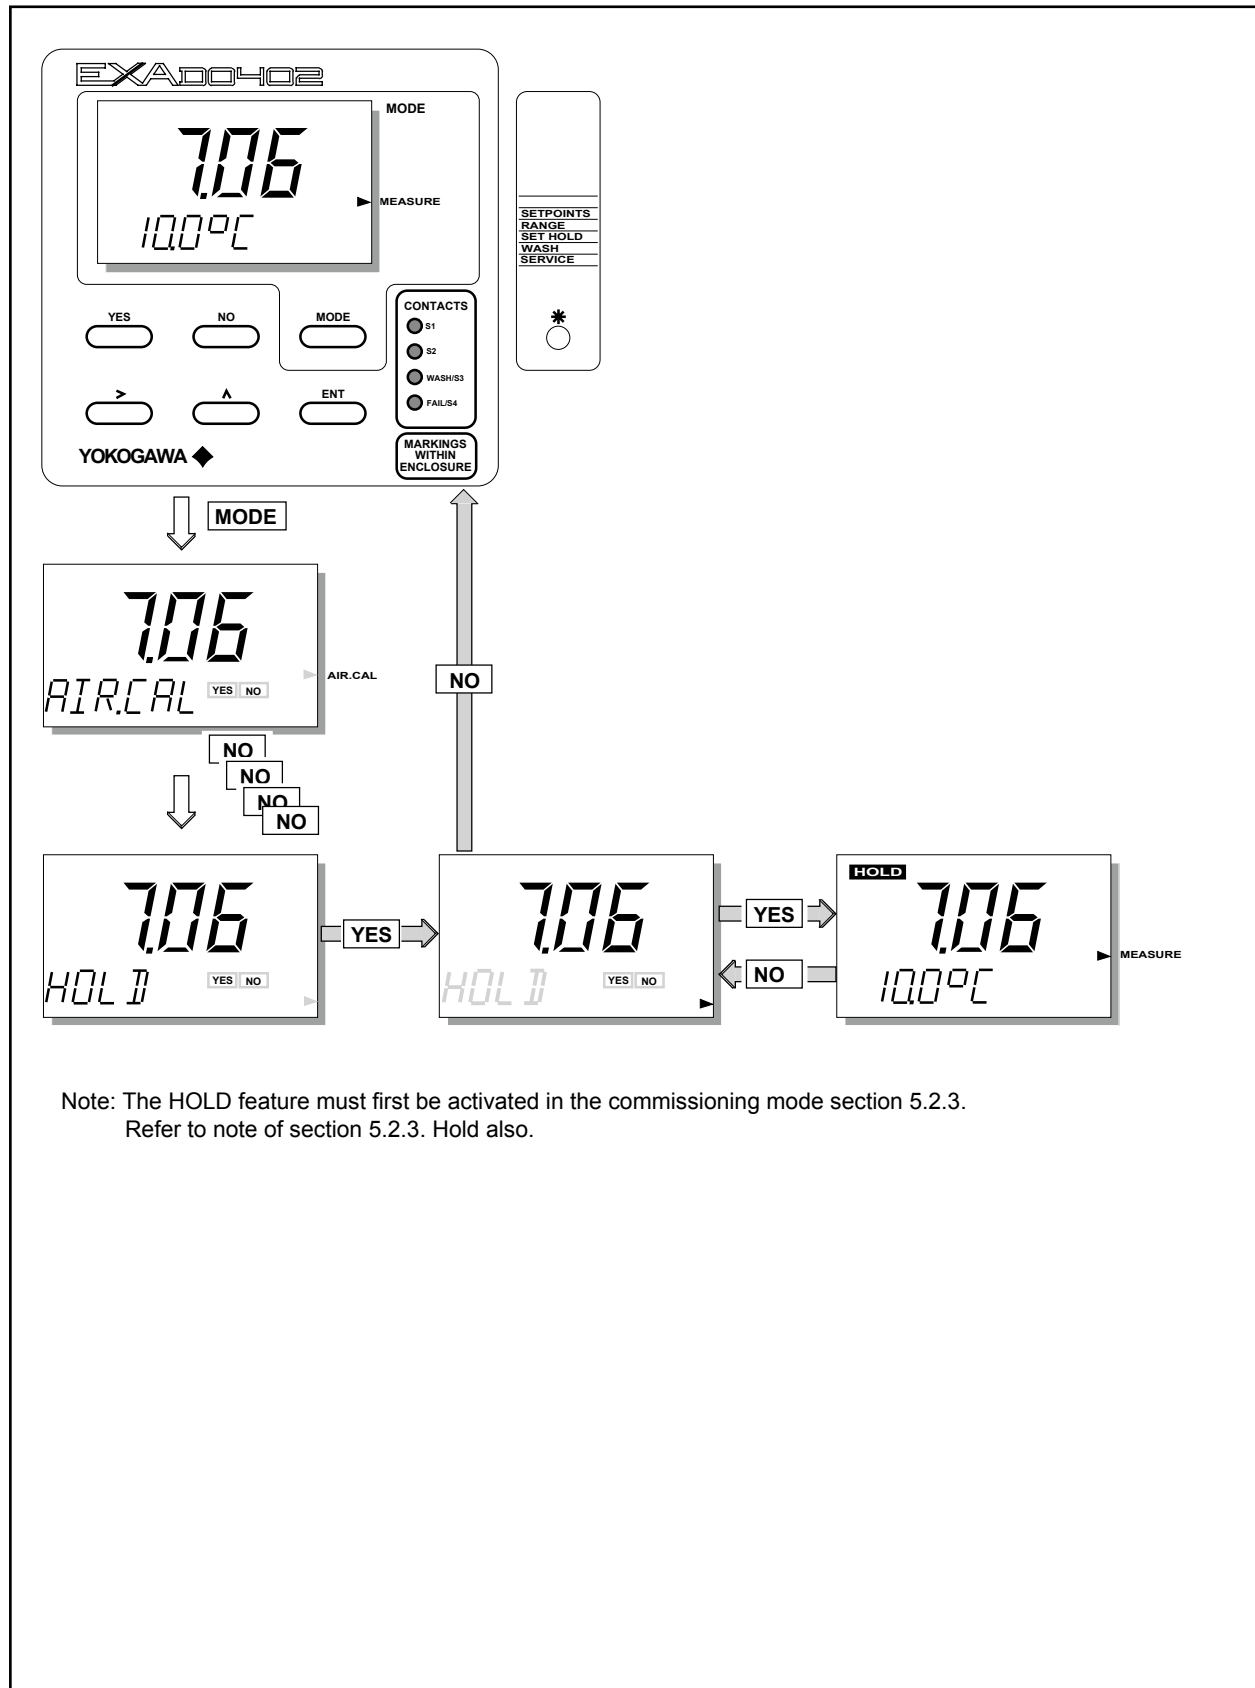 EXA DO402
MODE
7.06
MEASURE
10.0ºC
YES
NO
MODE
>
^
ENT
CONTACTS
S1
S2
WASH/S3
FAIL/S4
YOKOGAWA
MARKINGS
WITHIN
ENCLOSURE
SETPOINTS
RANGE
SET HOLD
WASH
SERVICE
*
MODE
7.06
AIR.CAL
YES NO
AIR.CAL
NO
NO
NO
NO
NO
7.06
HOLD
YES NO
YES
7.06
HOLD
YES NO
YES
NO
HOLD
7.06
10.0ºC
MEASURE
Note: The HOLD feature must first be activated in the commissioning mode section 5.2.3.
Refer to note of section 5.2.3. Hold also.